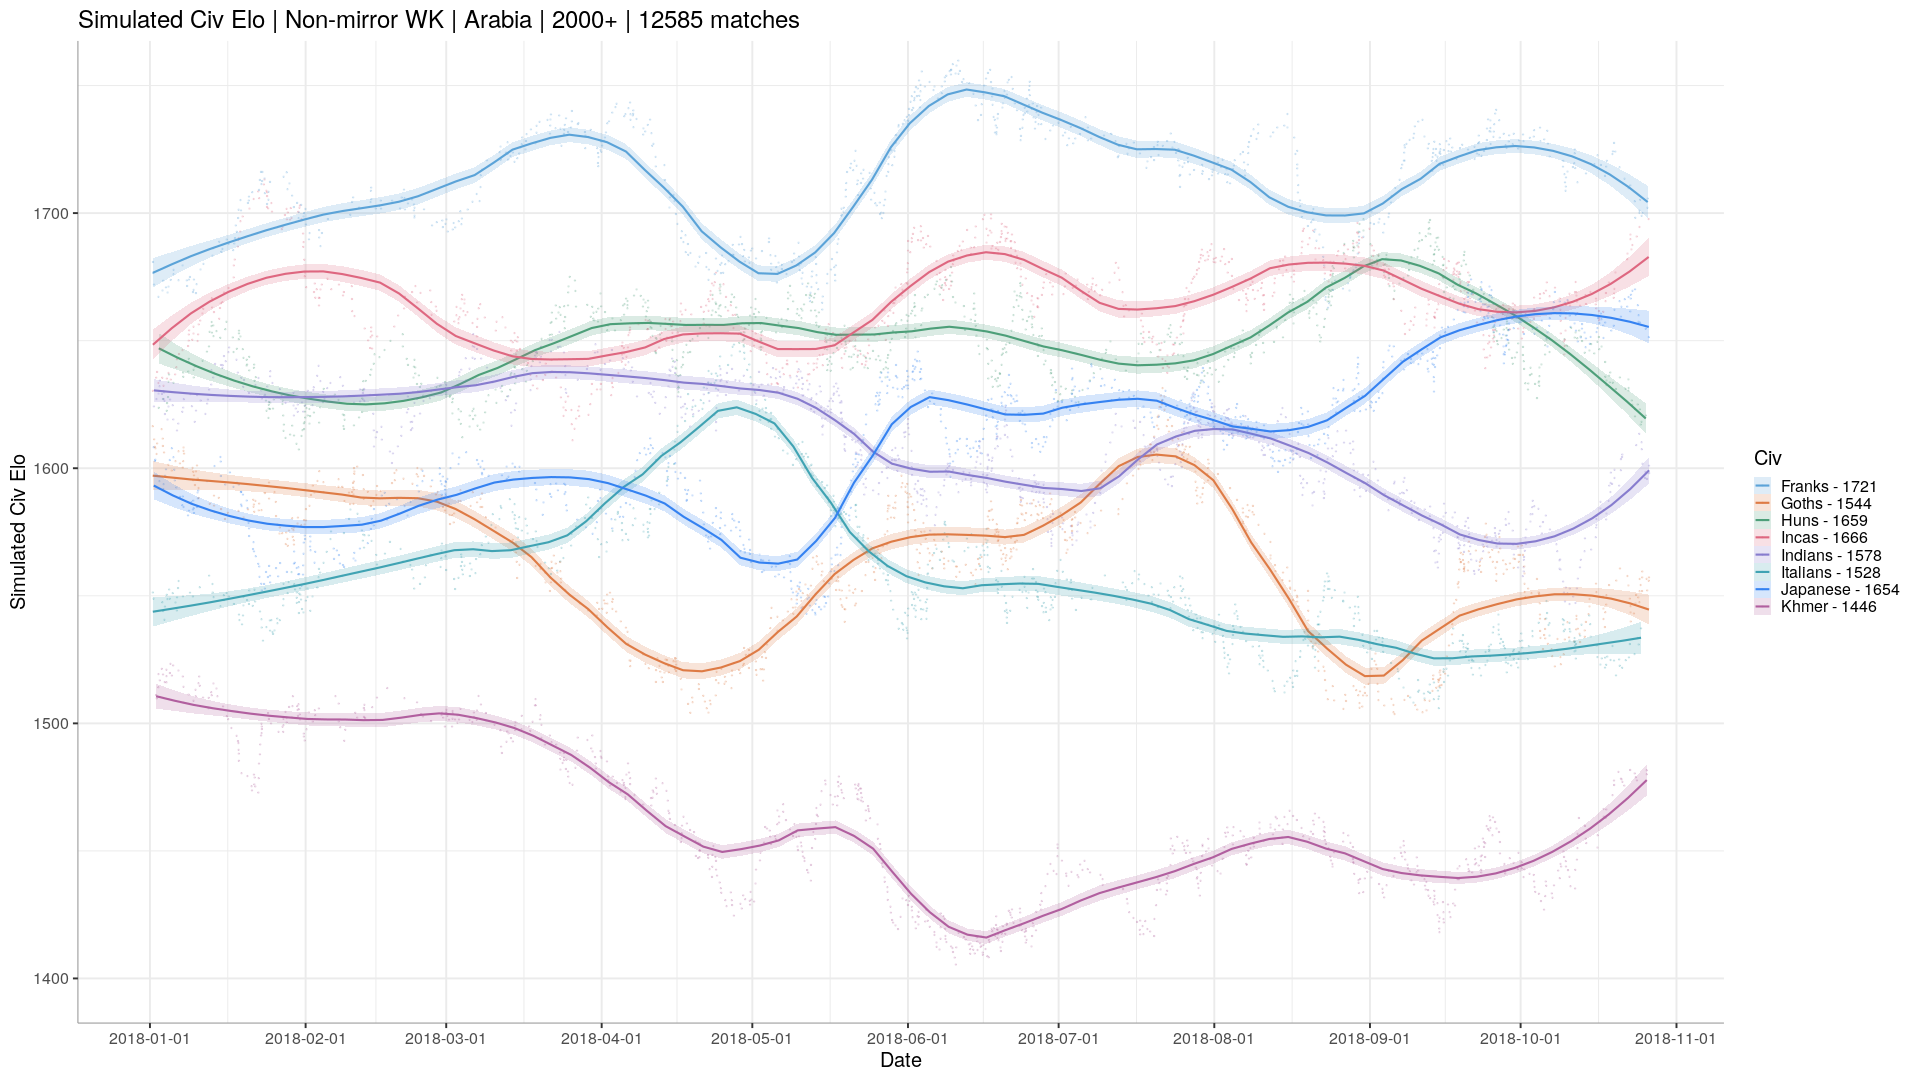 Simulated Civ Elo | Non-mirror WK | Arabia | 2000+ | 12585 matches
Simulated Civ Elo
1700
1600
1500
1400
2018-01-01
2018-02-01
2018-03-01
2018-04-01
2018-05-01
2018-06-01
2018-07-01
2018-08-01
2018-09-01
2018-10-01
2018-11-01
Date
Civ
Franks - 1721
Goths - 1544
Huns - 1659
Incas - 1666
Indians - 1578
Italians - 1528
Japanese - 1654
Khmer - 1446